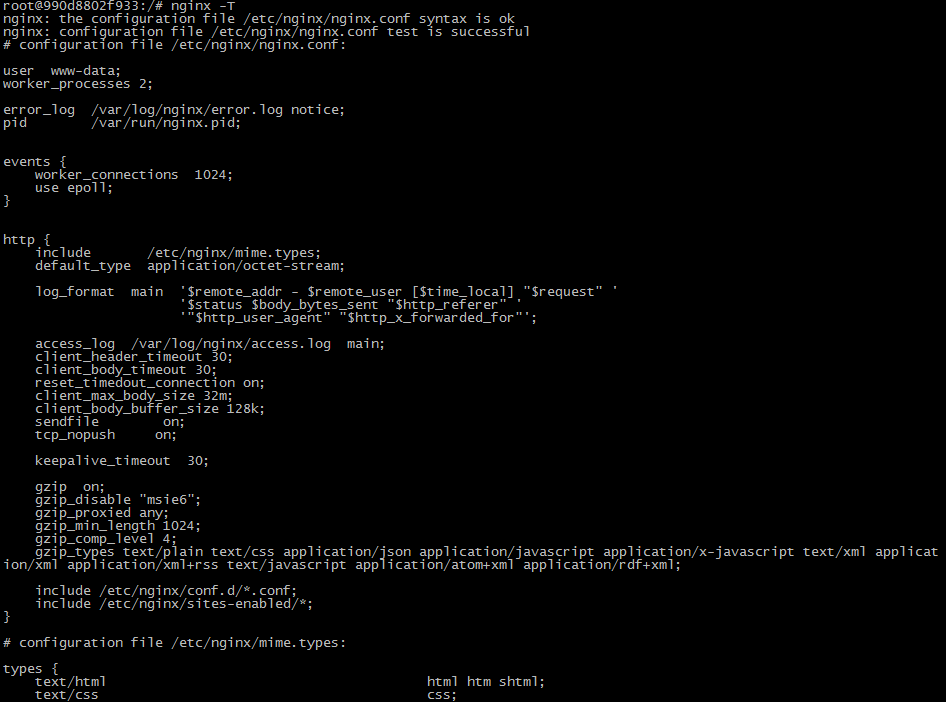 root@990d8802f933:/# nginx -T
nginx: the configuration file /etc/nginx/nginx.conf syntax is ok
nginx: configuration file /etc/nginx/nginx.conf test is successful
# configuration file /etc/nginx/nginx.conf:

user  www-data;
worker_processes 2;

error_log  /var/log/nginx/error.log notice;
pid        /var/run/nginx.pid;


events {
    worker_connections  1024;
    use epoll;
}


http {
    include       /etc/nginx/mime.types;
    default_type  application/octet-stream;

    log_format  main  '$remote_addr - $remote_user [$time_local] "$request" '
                      '$status $body_bytes_sent "$http_referer" '
                      '"$http_user_agent" "$http_x_forwarded_for"';

    access_log  /var/log/nginx/access.log  main;
    client_header_timeout 30;
    client_body_timeout 30;
    reset_timedout_connection on;
    client_max_body_size 32m;
    client_body_buffer_size 128k;
    sendfile        on;
    tcp_nopush     on;

    keepalive_timeout  30;

    gzip  on;
    gzip_disable "msie6";
    gzip_proxied any;
    gzip_min_length 1024;
    gzip_comp_level 4;
    gzip_types text/plain text/css application/json application/javascript application/x-javascript text/xml applicat
ion/xml application/xml+rss text/javascript application/atom+xml application/rdf+xml;

    include /etc/nginx/conf.d/*.conf;
    include /etc/nginx/sites-enabled/*;
}

# configuration file /etc/nginx/mime.types:

types {
    text/html                                        html htm shtml;
    text/css                                         css;